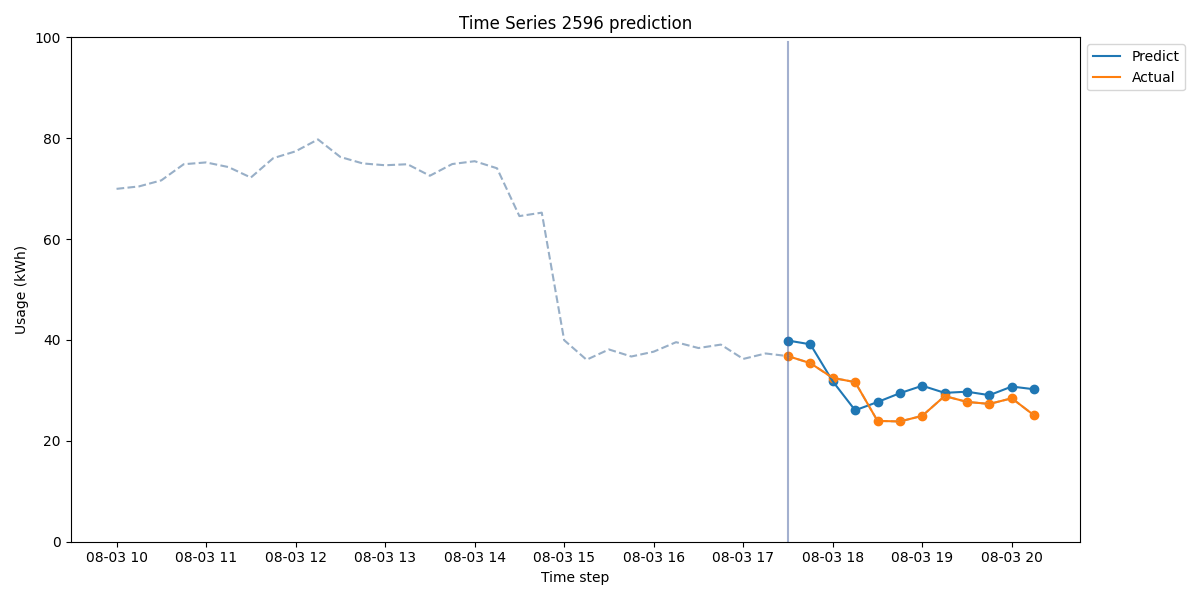 Time Series 2596 prediction
100
80
60
40
20
0
Usage (kWh)
08-03 10 08-03 11 08-03 12 08-03 13 08-03 14 08-03 15 08-03 16 08-03 17 08-03 18 08-03 19 08-03 20
Time step
Predict
Actual